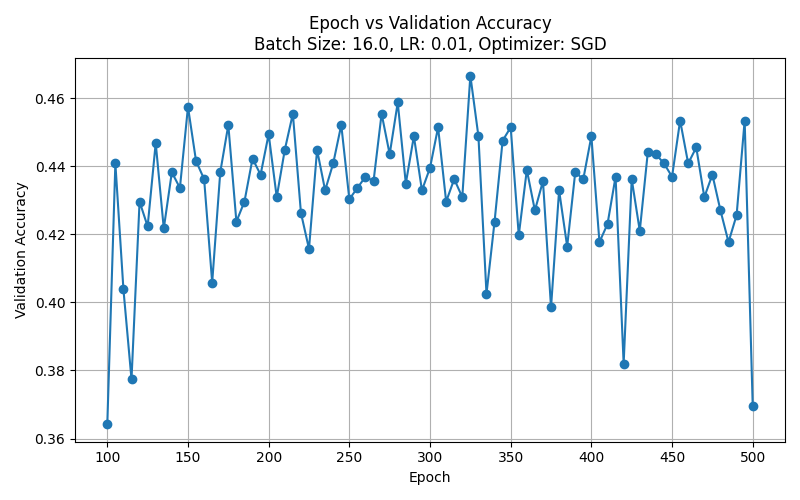 Epoch vs Validation Accuracy
Batch Size: 16.0, LR: 0.01, Optimizer: SGD
Validation Accuracy
0.46
0.44
0.42
0.40
0.38
0.36
100 150 200 250 300 350 400 450 500
Epoch